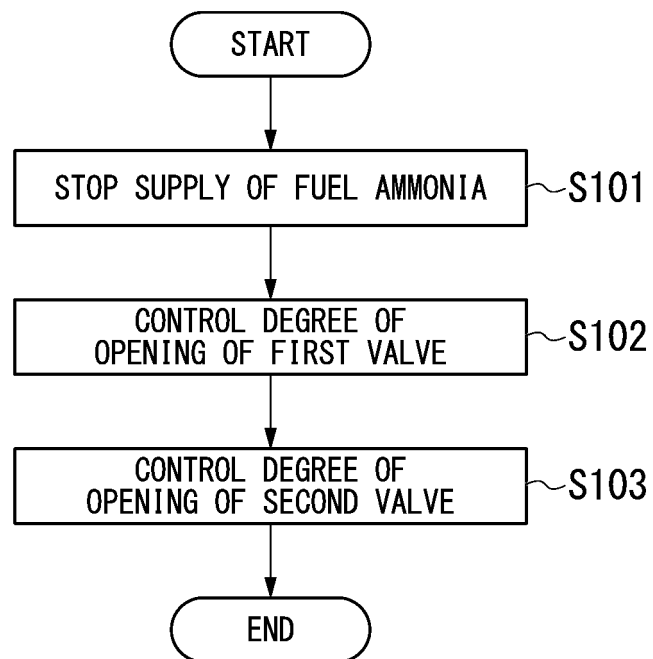 START
STOP SUPPLY OF FUEL AMMONIA
S101
CONTROL DEGREE OF
OPENING OF FIRST VALVE
S102
CONTROL DEGREE OF
OPENING OF SECOND VALVE
S103
END